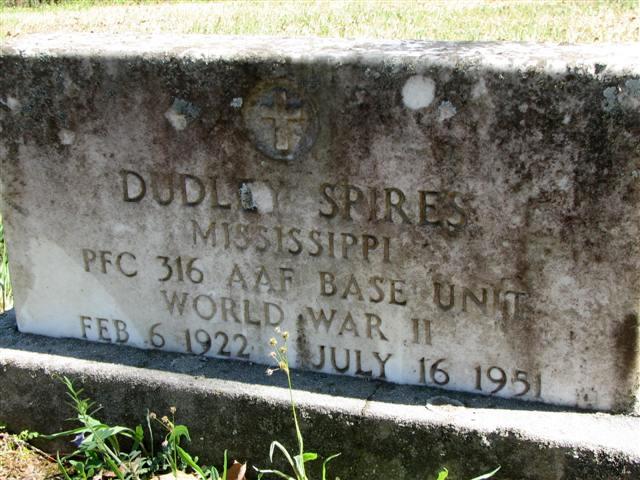 DUDLEY SPIRES
MISSISSIPPI
PFC 316 AAF BASE UNIT
WORLD WAR II
FEB 6 1922 JULY 16 1951